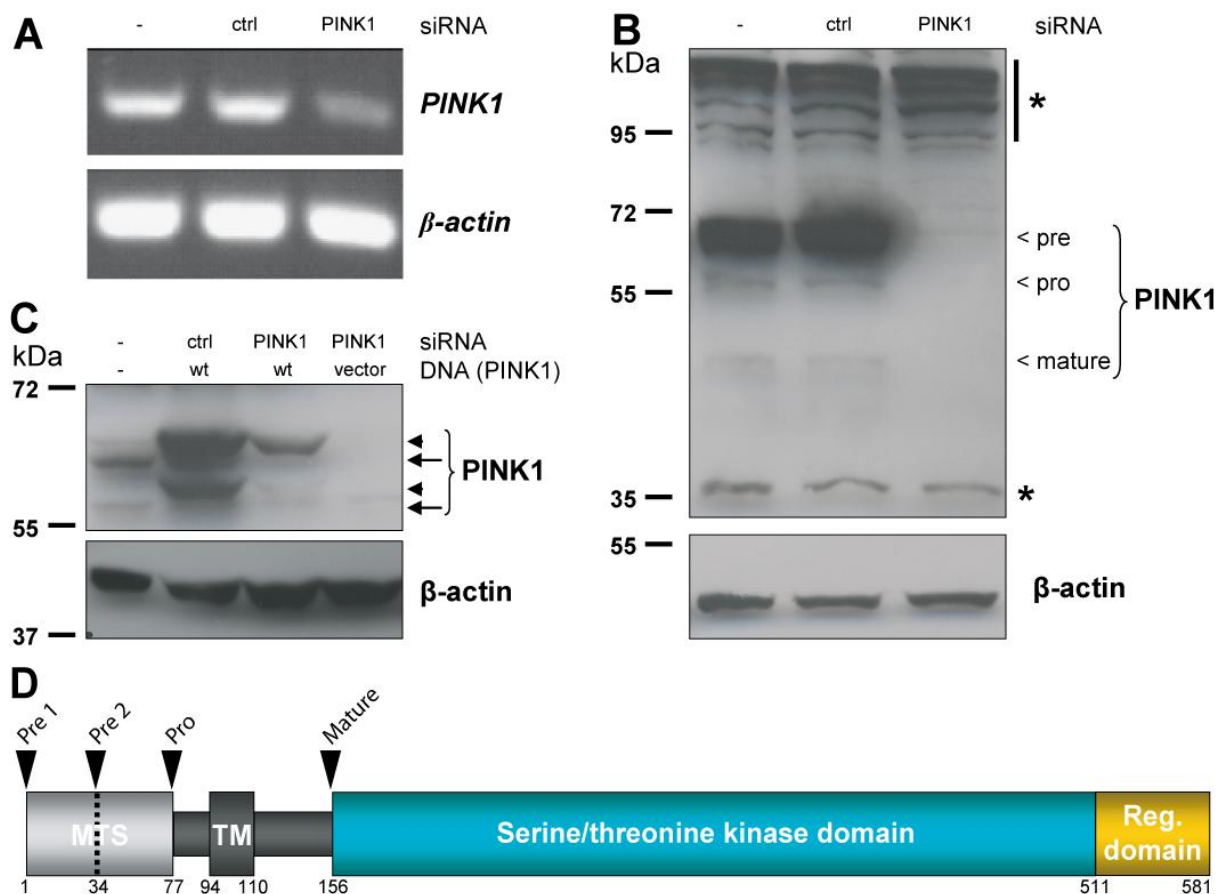 A
- ctrl PINK1 siRNA
PINK1
β-actin
B
- ctrl PINK1 siRNA
kDa
*
95
72
< pre
< pro
PINK1
55
< mature
35
*
55
β-actin
C
kDa
- ctrl PINK1 PINK1 siRNA
- wt wt vector DNA (PINK1)
72
PINK1
55
β-actin
37
D
Pre 1 Pre 2 Pro Mature
MTS TM Serine/threonine kinase domain Reg. domain
1 34 77 94 110 156 511 581